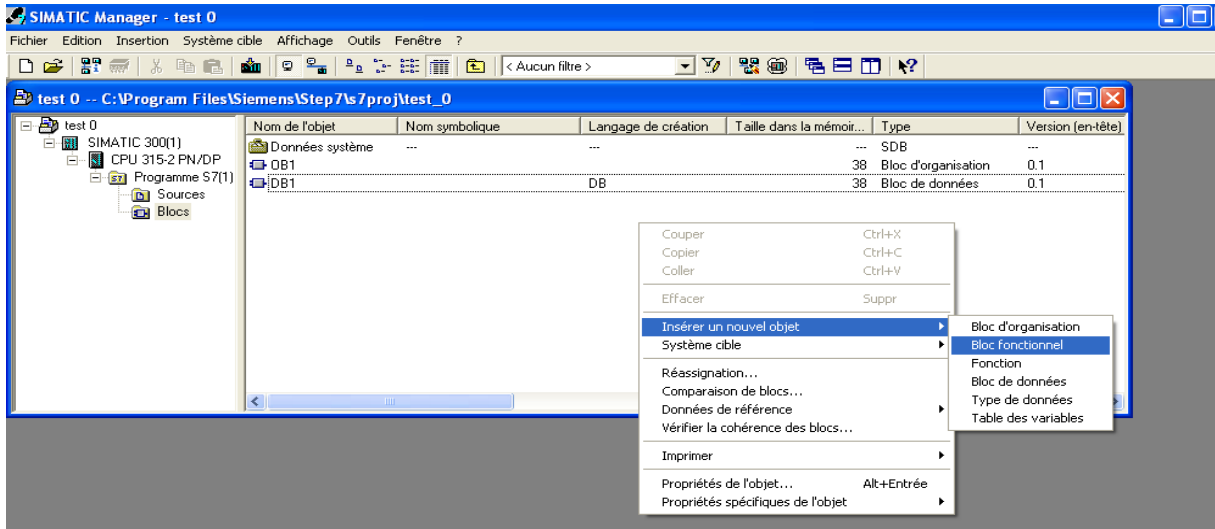 SIMATIC Manager - test 0
Fichier Edition Insertion Système cible Affichage Outils Fenêtre ?
< Aucun filtre >
test 0 -- C:\Program Files\Siemens\Step7\s7proj\test_0
test 0
SIMATIC 300(1)
CPU 315-2 PN/DP
Programme S7(1)
Sources
Blocs
Nom de l'objet Nom symbolique Langage de création Taille dans la mémoir... Type Version (en-tête)
Données système --- --- --- SDB ---
OB1 38 Bloc d'organisation 0.1
DB1 DB 38 Bloc de données 0.1
Couper Ctrl+X
Copier Ctrl+C
Coller Ctrl+V
Effacer Suppr
Insérer un nouvel objet
Système cible
Réassignation...
Comparaison de blocs...
Données de référence
Vérifier la cohérence des blocs...
Imprimer
Propriétés de l'objet... Alt+Entrée
Propriétés spécifiques de l'objet
Bloc d'organisation
Bloc fonctionnel
Fonction
Bloc de données
Type de données
Table des variables